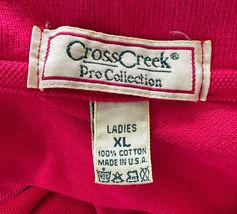 CrossCreek®
Pro Collection
LADIES
XL
100% COTTON
MADE IN U.S.A.